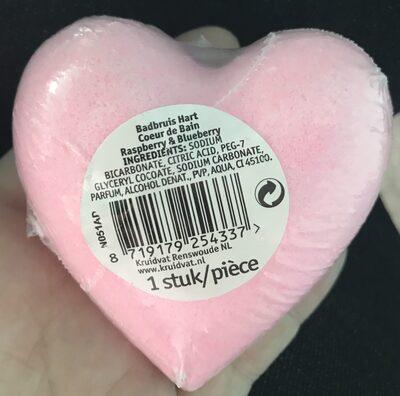 Badbruis Hart
Coeur de Bain
Raspberry & Blueberry
INGREDIENTS: SODIUM
BICARBONATE, CITRIC ACID, PEG-7
GLYCERYL COCOATE, SODIUM CARBONATE,
PARFUM, ALCOHOL DENAT., PVP, AQUA, CI 45100.
8 719179 254337 >
Kruidvat Renswoude NL
www.kruidvat.nl
1 stuk/pièce